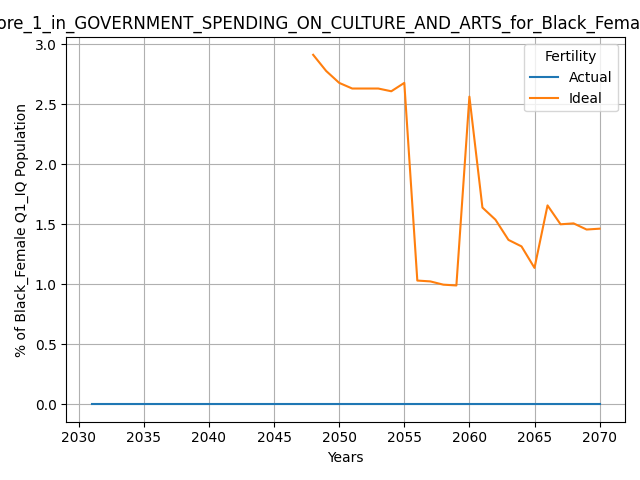 ore_1_in_GOVERNMENT_SPENDING_ON_CULTURE_AND_ARTS_for_Black_Fema
Fertility
Actual
Ideal
3.0
2.5
2.0
1.5
1.0
0.5
0.0
% of Black_Female Q1_IQ Population
2030 2035 2040 2045 2050 2055 2060 2065 2070
Years